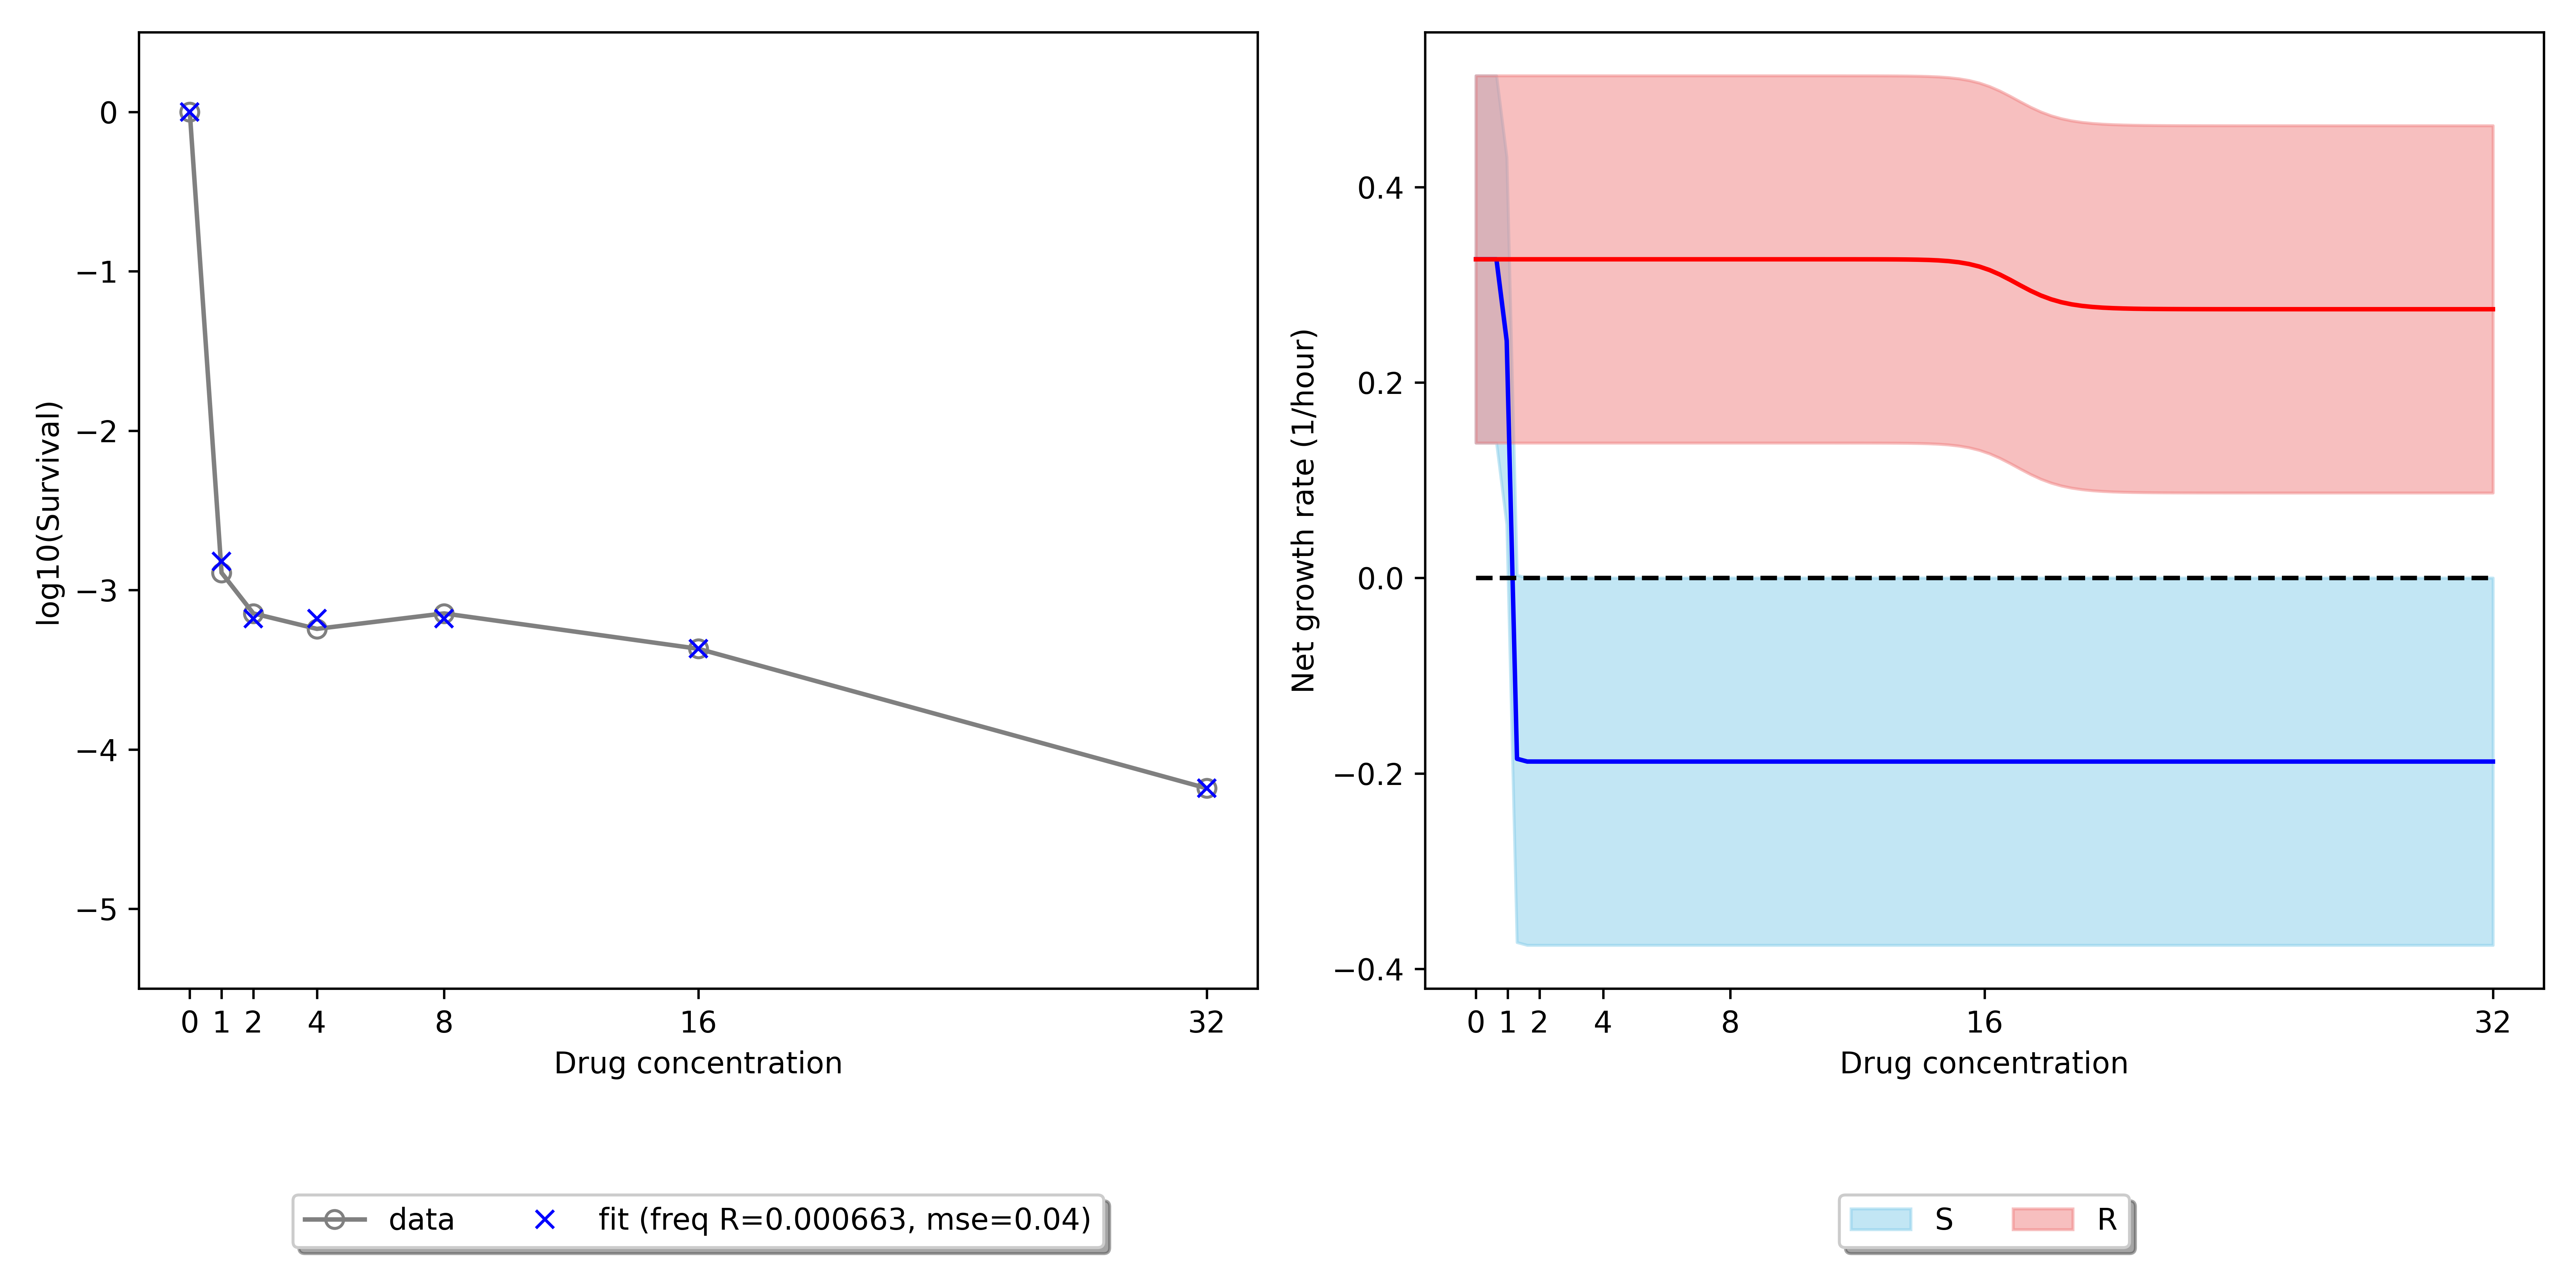 0
−1
−2
−3
−4
−5
log10(Survival)
0 1 2 4 8 16 32
Drug concentration
data fit (freq R=0.000663, mse=0.04)
0.4
0.2
0.0
−0.2
−0.4
Net growth rate (1/hour)
0 1 2 4 8 16 32
Drug concentration
S R